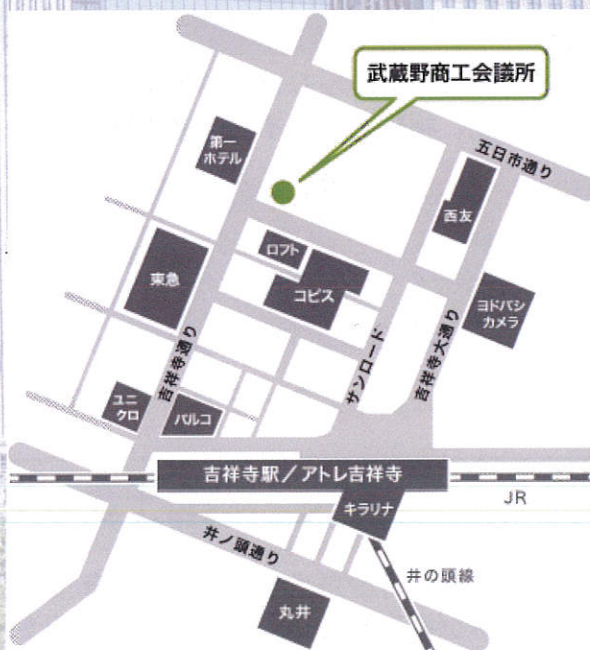 武蔵野商工会議所
五日市通り
第一
ホテル
西友
ロフト
東急
コピス
ヨドバシ
カメラ
吉祥寺通り
サンロード
吉祥寺大通り
ユニ
クロ
パルコ
吉祥寺駅/アトレ吉祥寺
JR
キラリナ
井ノ頭通り
井の頭線
丸井